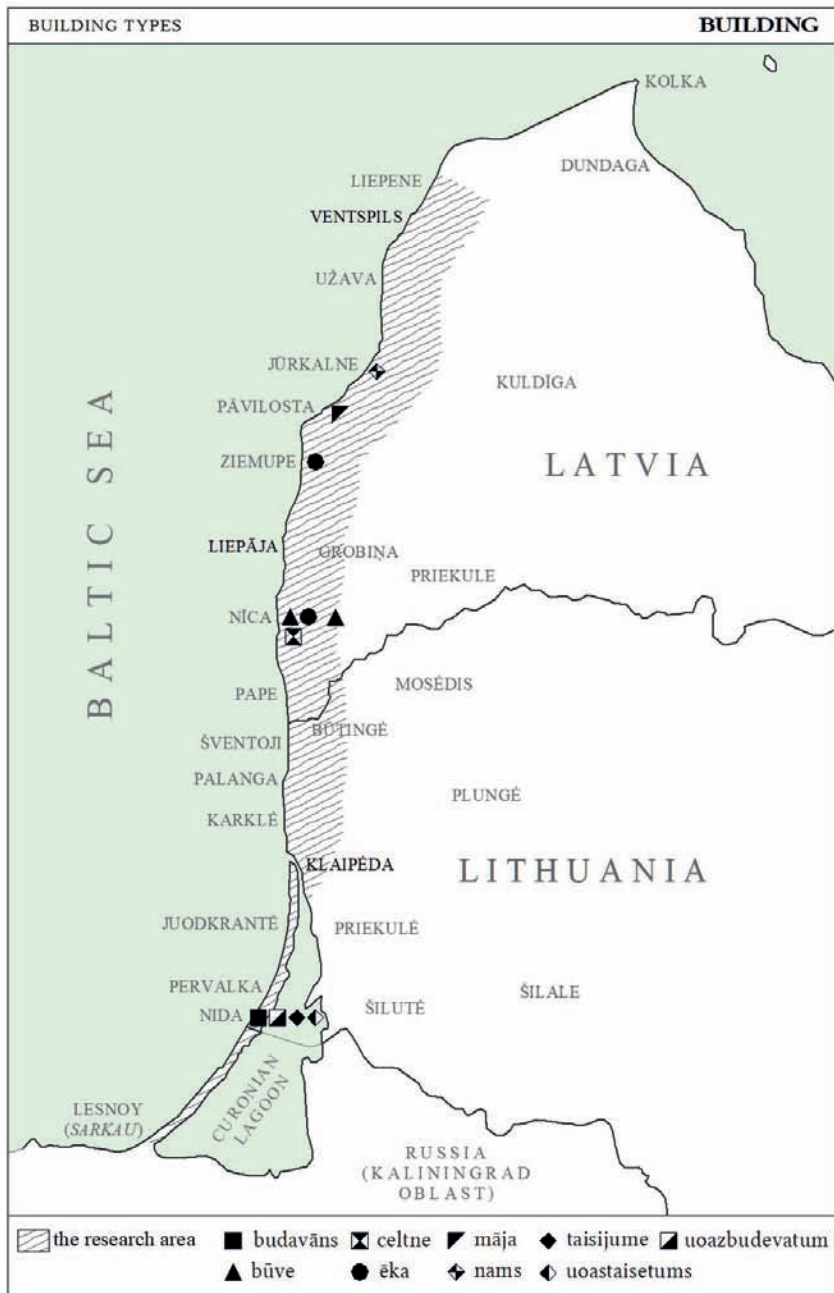 BUILDING TYPES
BUILDING
KOLKA
DUNDAGA
LIEPENE
VENTSPILS
UŽAVA
JŪRKALNE
KULDĪGA
PĀVILOSTA
ZIEMUPE
LATVIA
BALTIC SEA
LIEPĀJA
GROBIŅA
PRIEKULE
NĪCA
MOSĖDIS
PAPE
BŪTINGĖ
ŠVENTOJI
PALANGA
PLUNGĖ
KARKLĖ
KLAIPĖDA
LITHUANIA
JUODKRANTĖ
PRIEKULĖ
PERVALKA
ŠILALE
NIDA
ŠILUTĖ
CURONIAN
LAGOON
LESNOY
(SARKAU)
RUSSIA
(KALININGRAD
OBLAST)
the research area budavāns celtne māja taisijume uoazbudevatum
būve ēka nams uoastaisetums